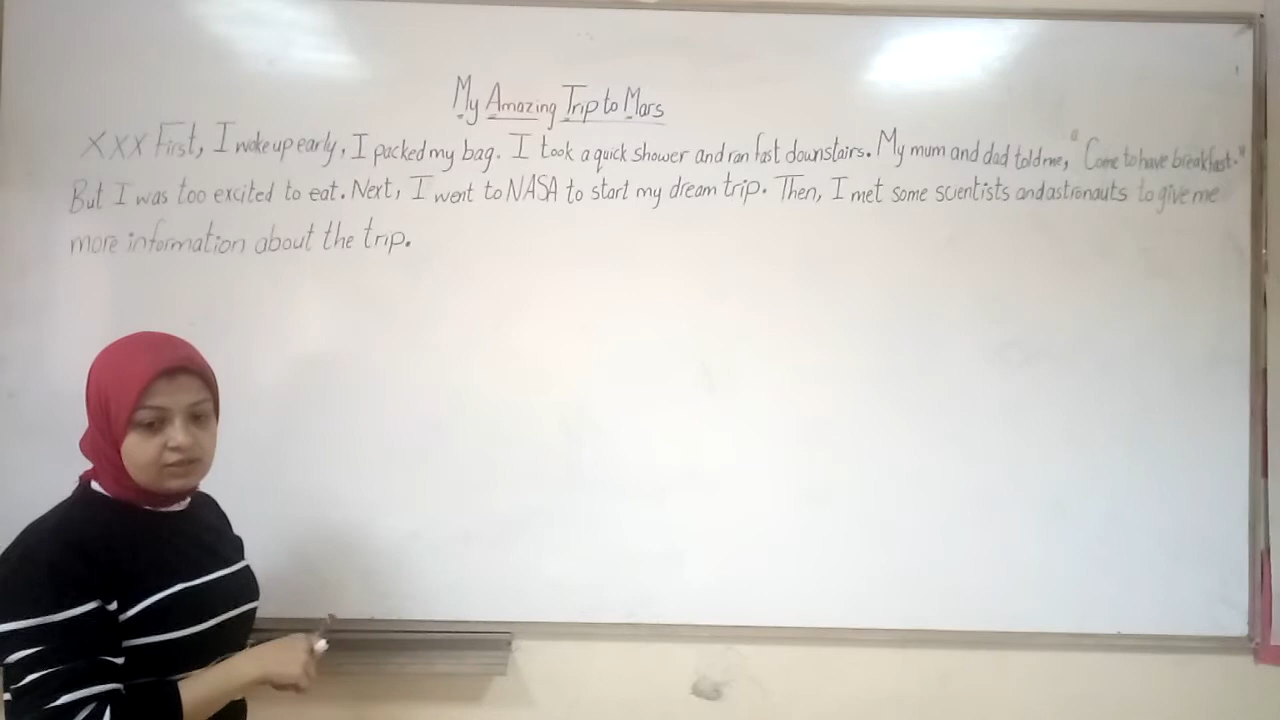 My Amazing Trip to Mars
XXX First, I woke up early, I packed my bag. I took a quick shower and ran fast downstairs. My mum and dad told me, "Come to have breakfast."
But I was too excited to eat. Next, I went to NASA to start my dream trip. Then, I met some scientists and astronauts to give me
more information about the trip.